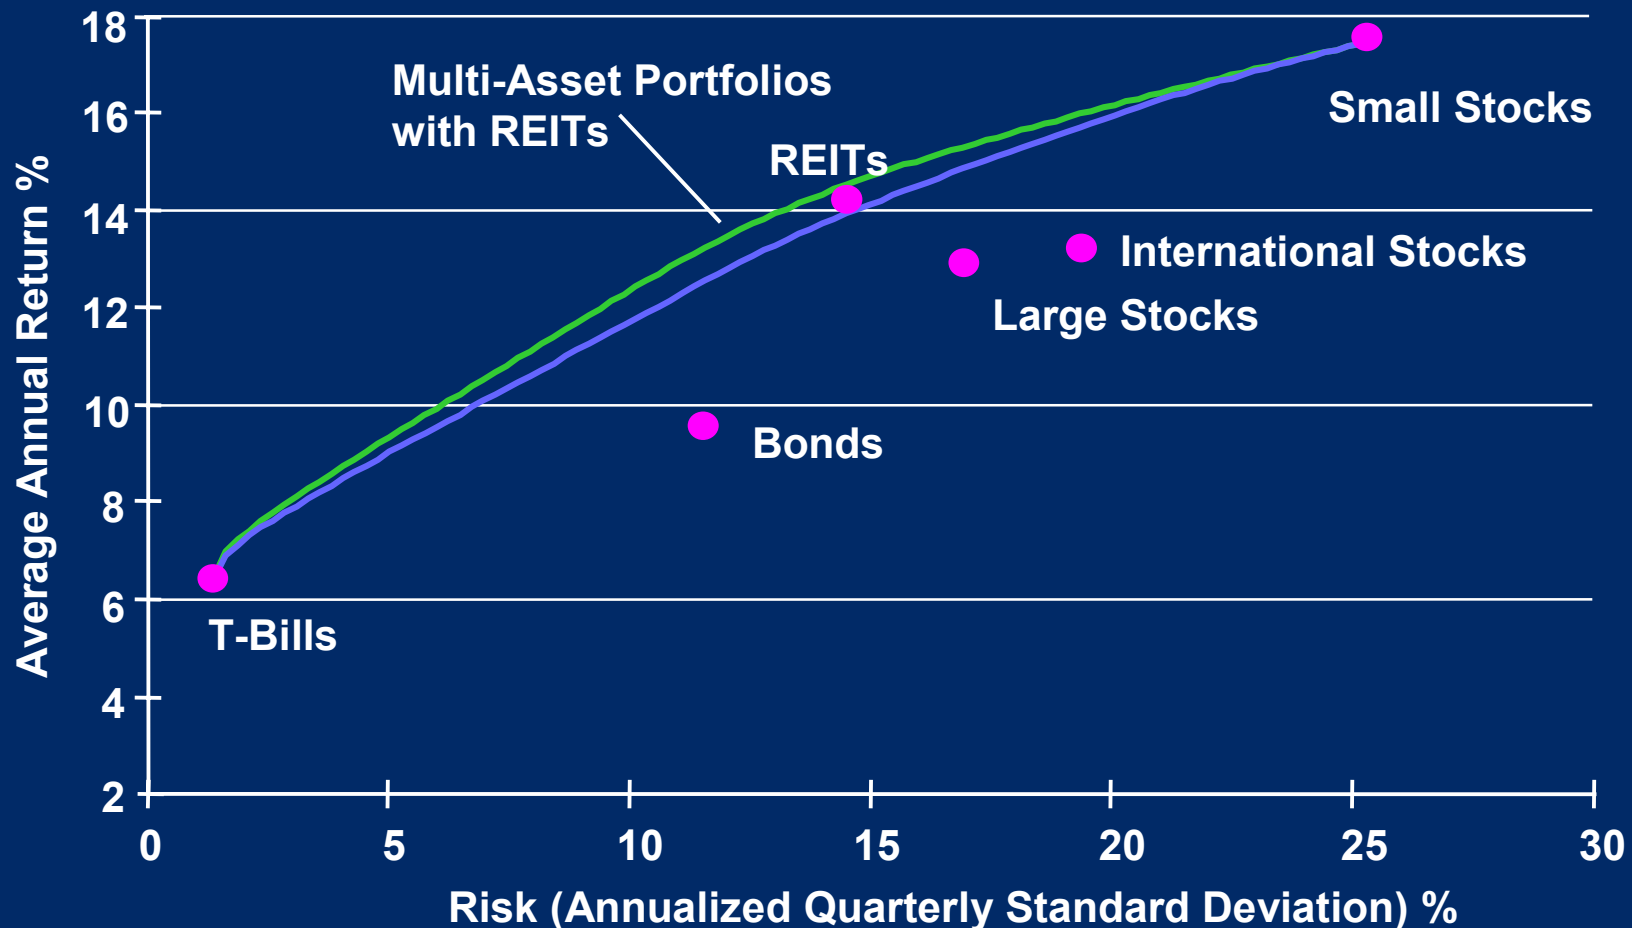 18
Multi-Asset Portfolios
with REITs
16
Small Stocks
REITs
14
International Stocks
12
Large Stocks
10
Bonds
8
6
T-Bills
4
2
Average Annual Return %
0 5 10 15 20 25 30
Risk (Annualized Quarterly Standard Deviation) %